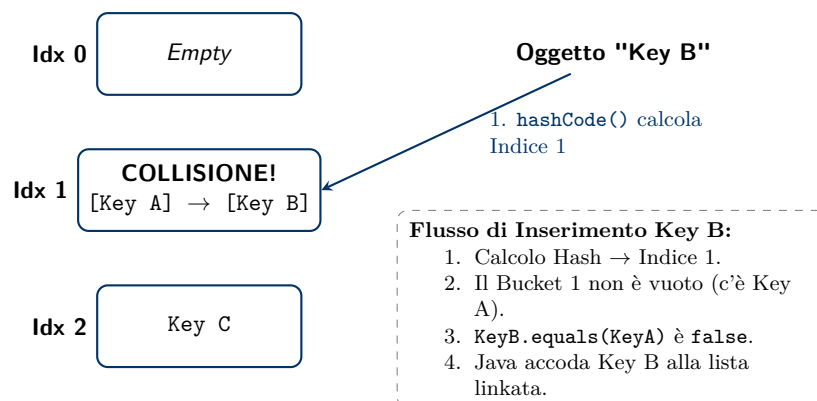 Idx 0
Empty
Oggetto "Key B"
1. hashCode() calcola
Indice 1
Idx 1
COLLISIONE!
[Key A] → [Key B]
Flusso di Inserimento Key B:
1. Calcolo Hash → Indice 1.
2. Il Bucket 1 non è vuoto (c'è Key
A).
3. KeyB.equals(KeyA) è false.
4. Java accoda Key B alla lista
linkata.
Idx 2
Key C